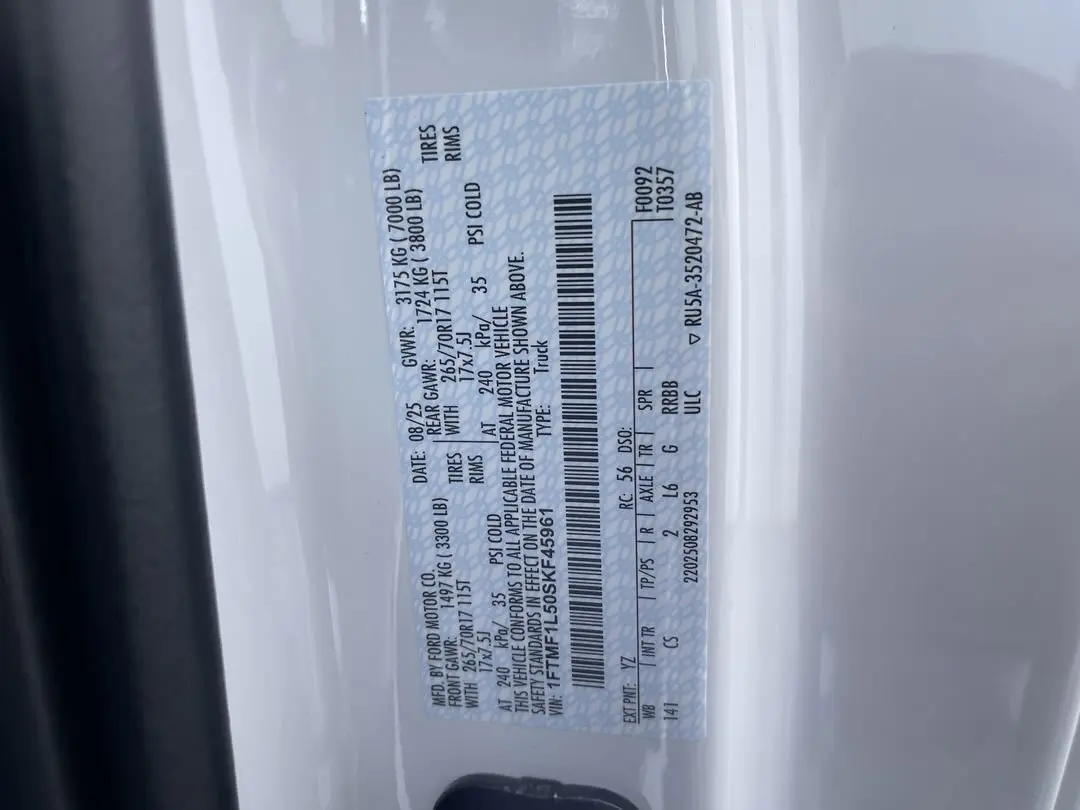 MFD. BY FORD MOTOR CO.
DATE: 08/25 GVWR: 3175 KG ( 7000 LB)
FRONT GAWR: 1497 KG ( 3300 LB) REAR GAWR: 1724 KG ( 3800 LB)
WITH 265/70R17 115T TIRES WITH 265/70R17 115T TIRES
17x7.5J RIMS 17x7.5J RIMS
AT 240 kPa/ 35 PSI COLD AT 240 kPa/ 35 PSI COLD
THIS VEHICLE CONFORMS TO ALL APPLICABLE FEDERAL MOTOR VEHICLE
SAFETY STANDARDS IN EFFECT ON THE DATE OF MANUFACTURE SHOWN ABOVE.
VIN: 1FTMF1L50SKF45961 TYPE: Truck
EXT PNT: YZ RC: 56 DSO: F0092
WB INT TR TP/PS R AXLE TR SPR T0357
141 CS 2 L6 G RRBB
2202508292953 ULC ▽ RU5A-3520472-AB